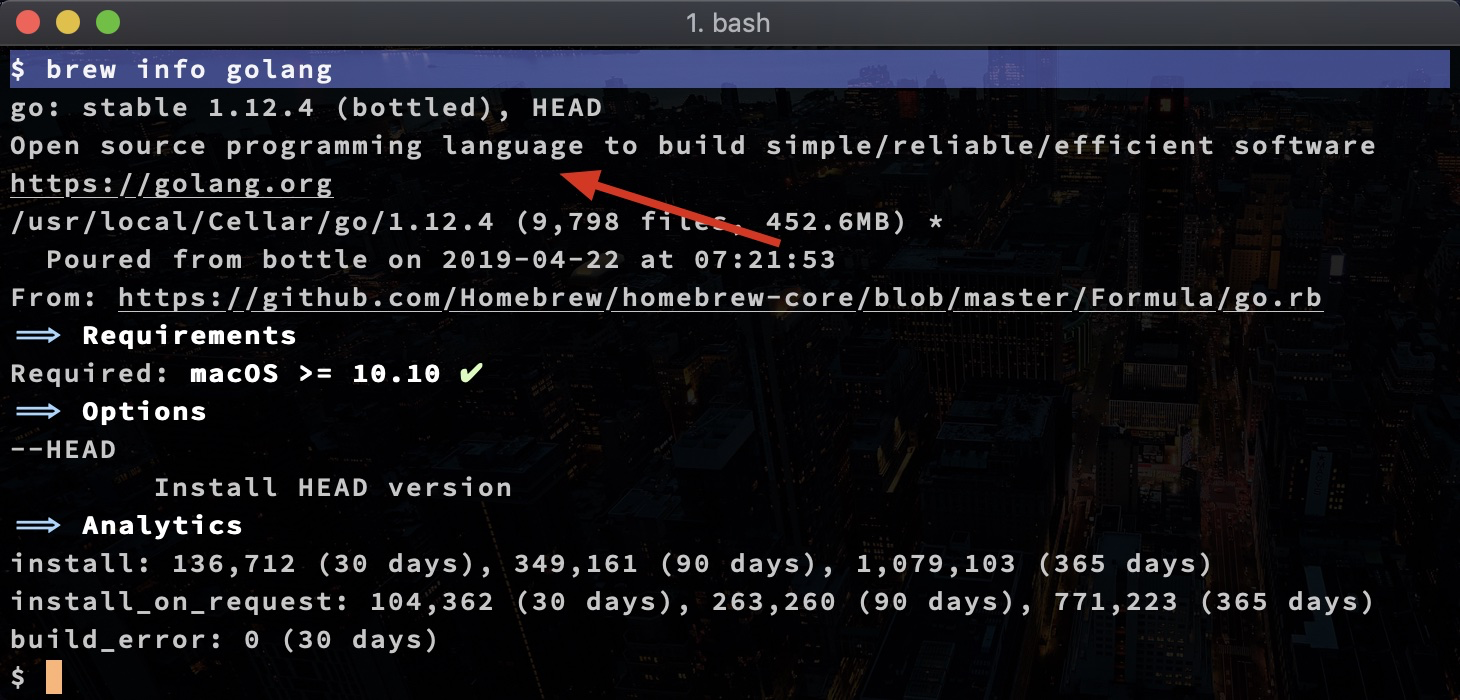 1. bash
$ brew info golang
go: stable 1.12.4 (bottled), HEAD
Open source programming language to build simple/reliable/efficient software
https://golang.org
/usr/local/Cellar/go/1.12.4 (9,798 files, 452.6MB) *
  Poured from bottle on 2019-04-22 at 07:21:53
From: https://github.com/Homebrew/homebrew-core/blob/master/Formula/go.rb
==> Requirements
Required: macOS >= 10.10 ✔
==> Options
--HEAD
        Install HEAD version
==> Analytics
install: 136,712 (30 days), 349,161 (90 days), 1,079,103 (365 days)
install_on_request: 104,362 (30 days), 263,260 (90 days), 771,223 (365 days)
build_error: 0 (30 days)
$